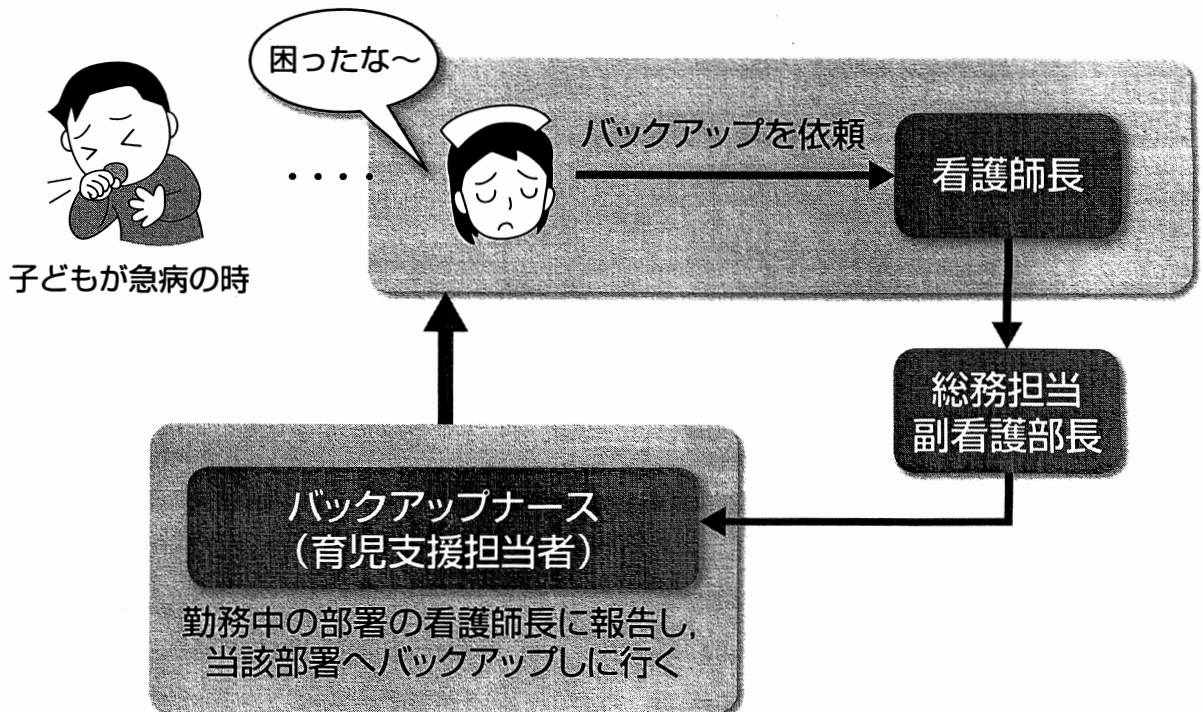 困ったな～
バックアップを依頼
看護師長
子どもが急病の時
総務担当
副看護部長
バックアップナース
（育児支援担当者）
勤務中の部署の看護師長に報告し，
当該部署へバックアップしに行く